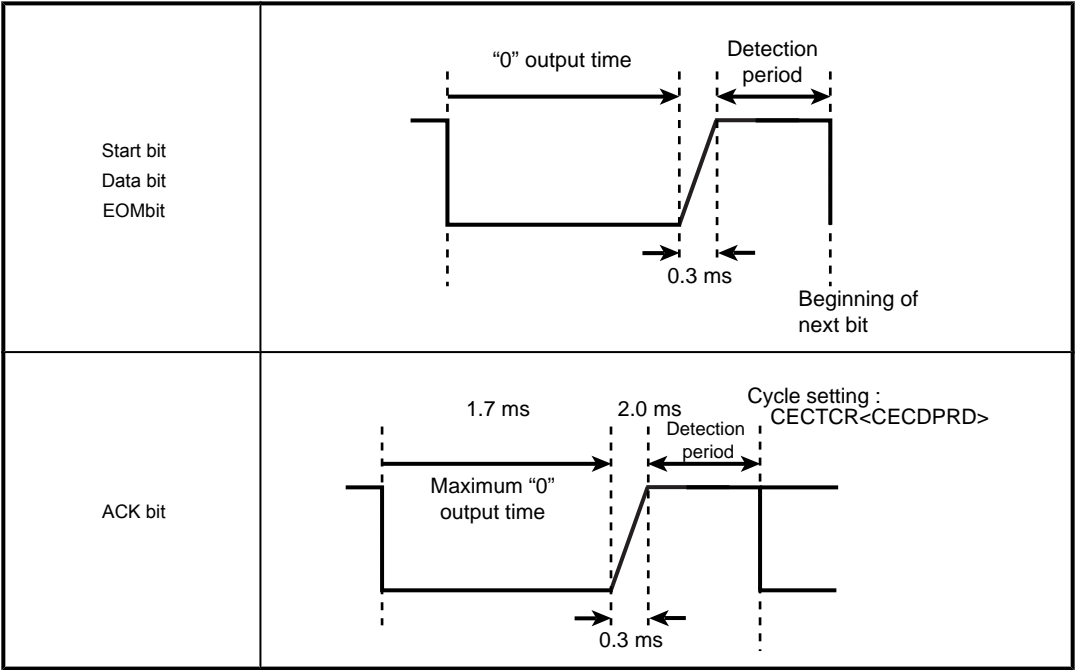 Start bit
Data bit
EOMbit
“0” output time
Detection
period
0.3 ms
Beginning of
next bit
ACK bit
1.7 ms
2.0 ms
Cycle setting :
CECTCR<CECDPRD>
Detection
period
Maximum “0”
output time
0.3 ms